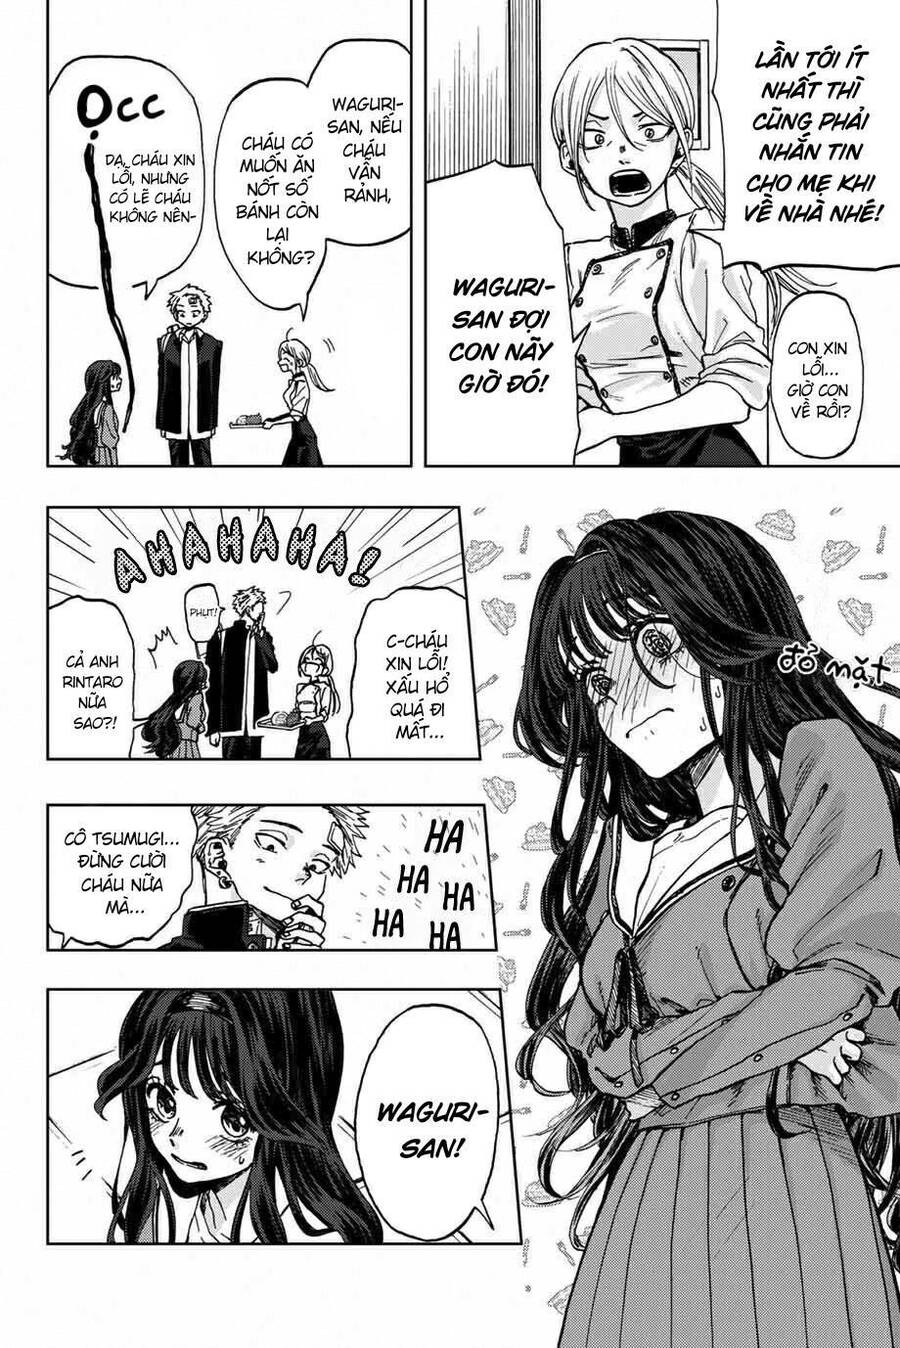 LẦN TỚI ÍT
NHẤT THÌ
CŨNG PHẢI
NHẮN TIN
CHO MẸ KHI
VỀ NHÀ NHÉ!
CON XIN
LỖI...
GIỜ CON
VỀ RỒI?
WAGURI-
SAN ĐỢI
CON NÃY
GIỜ ĐÓ!
WAGURI-
SAN, NẾU
CHÁU
VẪN
RẢNH,
CHÁU CÓ
MUỐN ĂN
NỐT SỐ
BÁNH CÒN
LẠI
KHÔNG?
ỌCC
DẠ, CHÁU XIN
LỖI, NHƯNG
CÓ LẼ CHÁU
KHÔNG NÊN-
đỏ mặt
AHAHAHAHA!
C-CHÁU
XIN LỖI!
XẤU HỔ
QUÁ ĐI
MẤT...
PHỤT!
CẢ ANH
RINTARO
NỮA
SAO?!
HA
HA
HA
HA
HA
CÔ TSUMUGI...
ĐỪNG CƯỜI
CHÁU NỮA
MÀ...
WAGURI-
SAN!